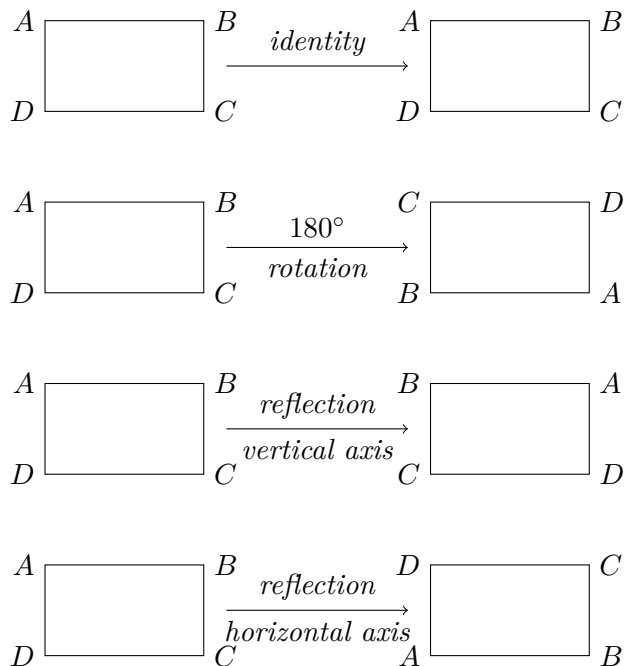 A B A B
identity
D C D C
A B C D
180°
rotation
D C B A
A B B A
reflection
vertical axis
D C C D
A B D C
reflection
horizontal axis
D C A B